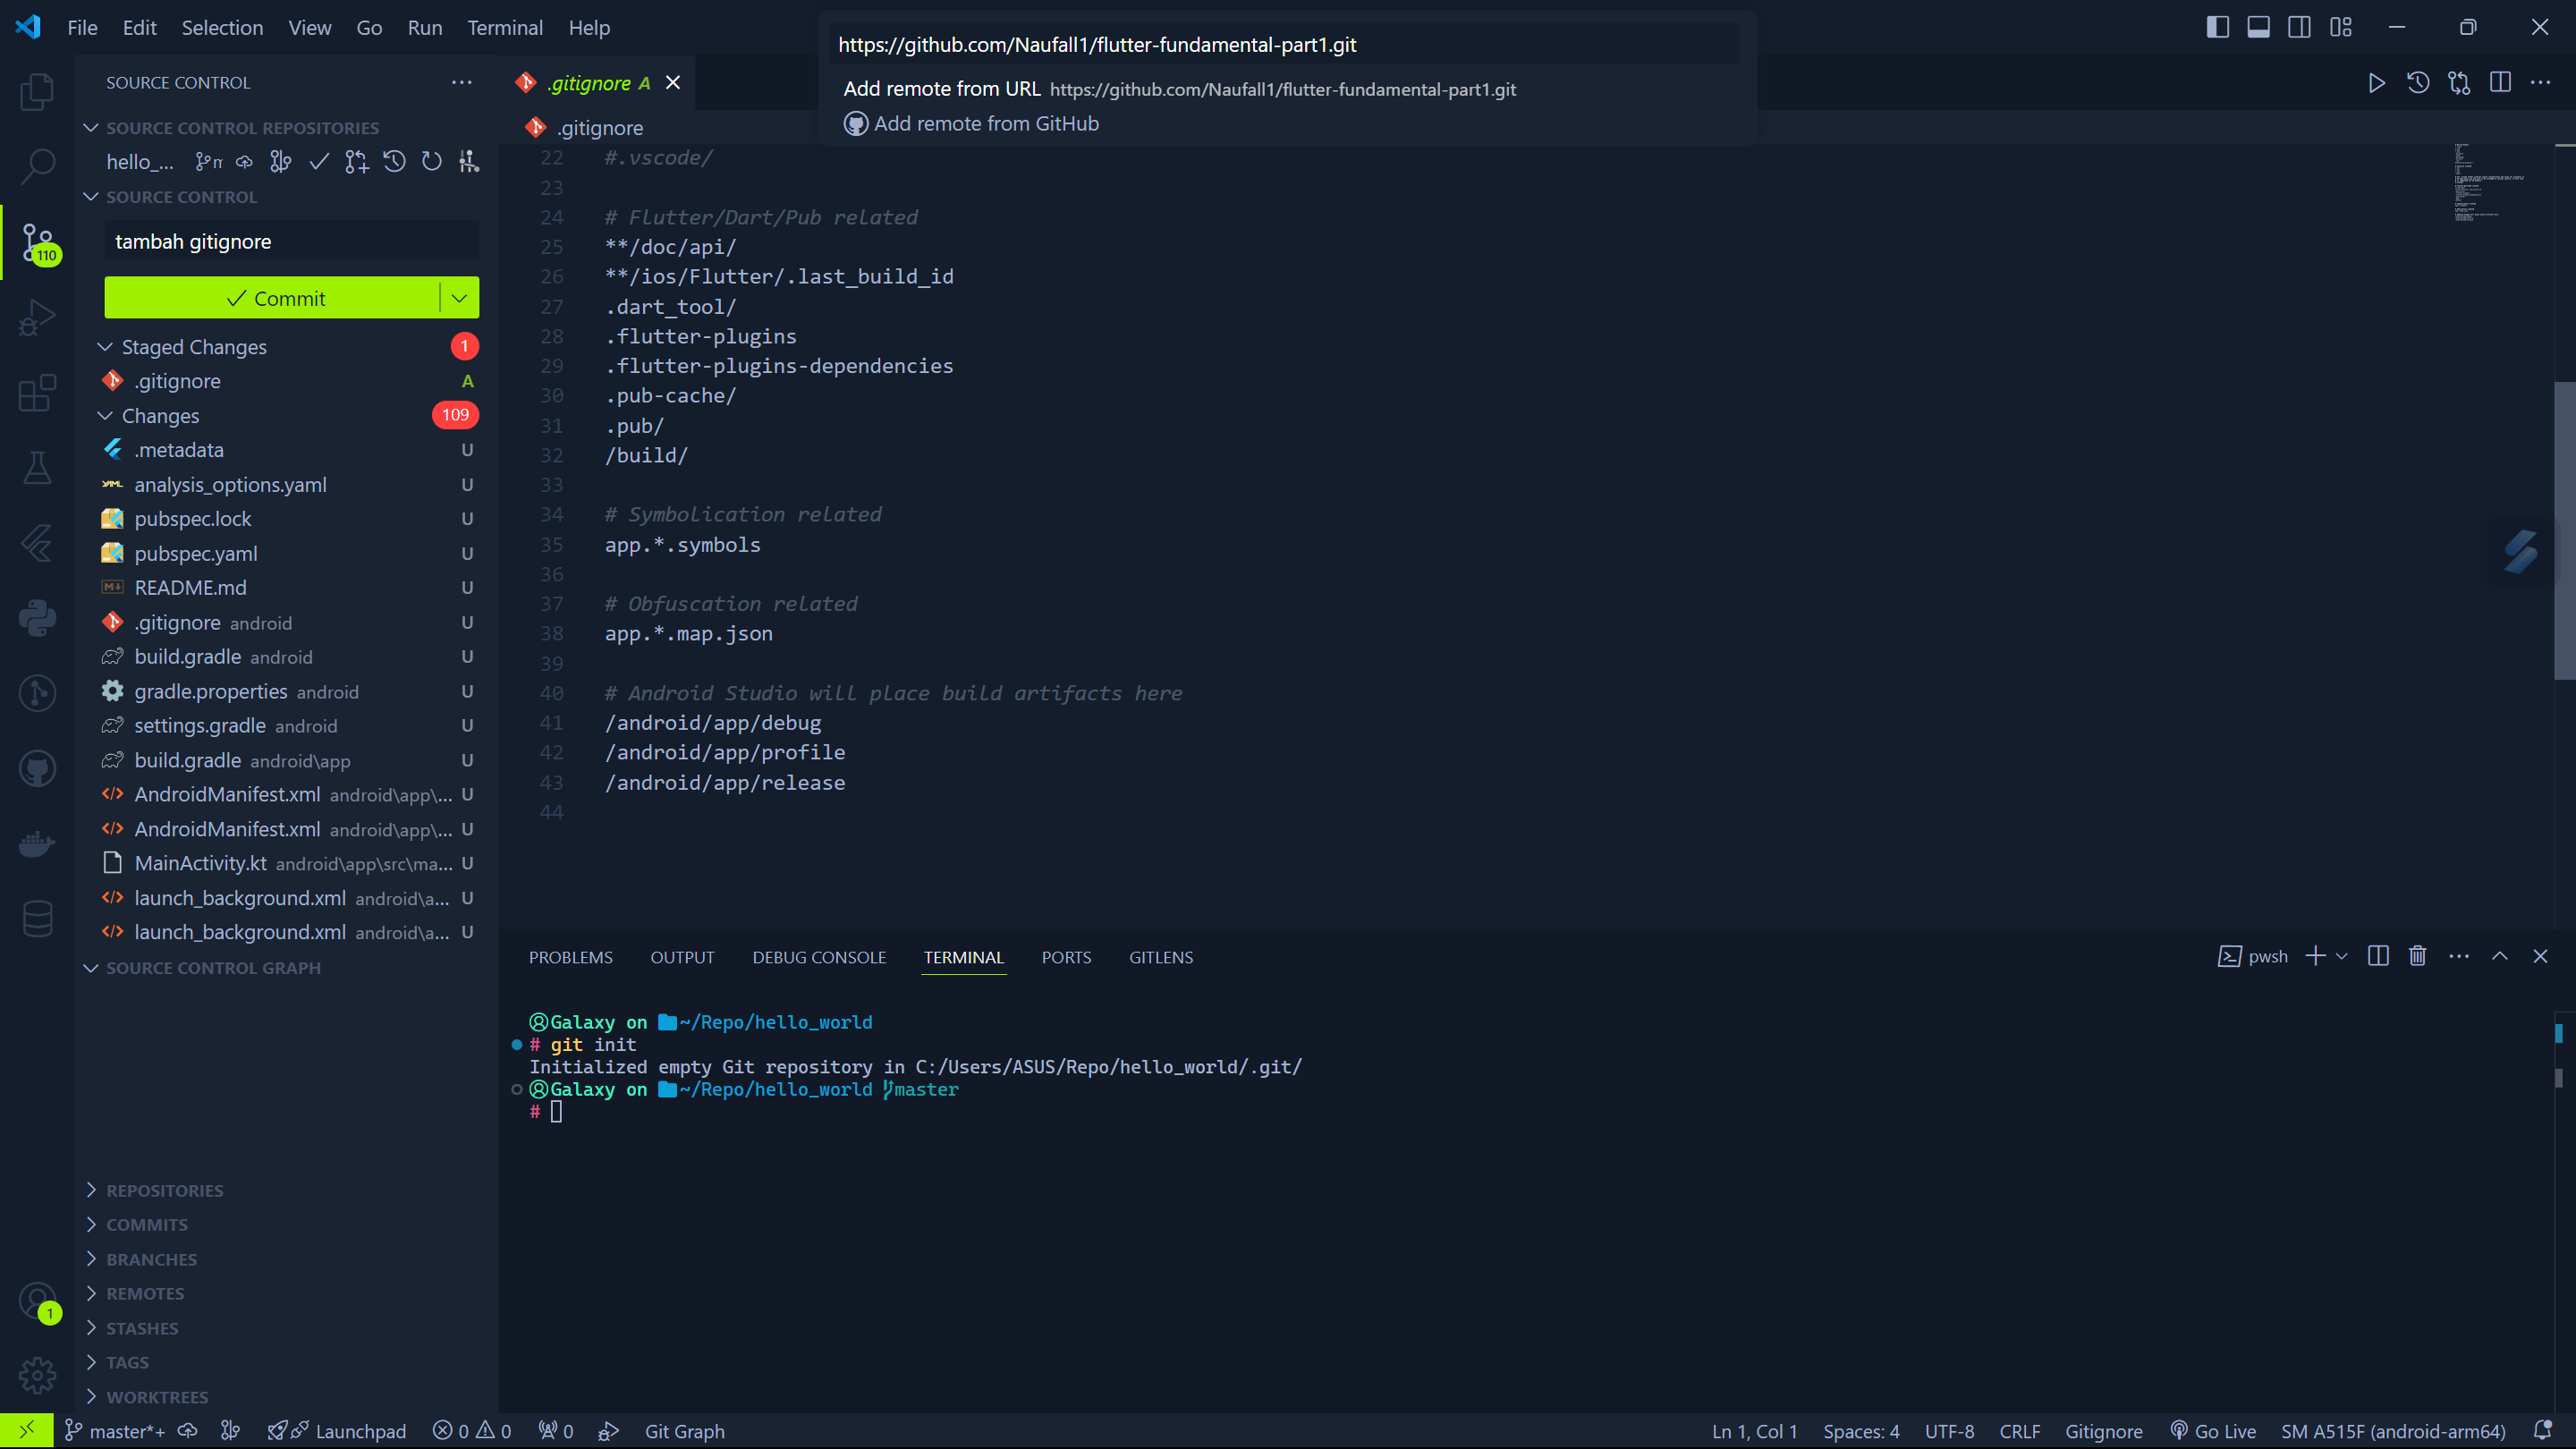 File Edit Selection View Go Run Terminal Help
https://github.com/Naufall1/flutter-fundamental-part1.git
Add remote from URL https://github.com/Naufall1/flutter-fundamental-part1.git
Add remote from GitHub
SOURCE CONTROL
SOURCE CONTROL REPOSITORIES
hello_...
SOURCE CONTROL
tambah gitignore
Commit
Staged Changes 1
.gitignore A
Changes 109
.metadata U
analysis_options.yaml U
pubspec.lock U
pubspec.yaml U
README.md U
.gitignore android U
build.gradle android U
gradle.properties android U
settings.gradle android U
build.gradle android\app U
AndroidManifest.xml android\app\... U
AndroidManifest.xml android\app\... U
MainActivity.kt android\app\src\ma... U
launch_background.xml android\a... U
launch_background.xml android\a... U
SOURCE CONTROL GRAPH
REPOSITORIES
COMMITS
BRANCHES
REMOTES
STASHES
TAGS
WORKTREES
110
1
.gitignore A
.gitignore
22 #.vscode/
23
24 # Flutter/Dart/Pub related
25 **/doc/api/
26 **/ios/Flutter/.last_build_id
27 .dart_tool/
28 .flutter-plugins
29 .flutter-plugins-dependencies
30 .pub-cache/
31 .pub/
32 /build/
33
34 # Symbolication related
35 app.*.symbols
36
37 # Obfuscation related
38 app.*.map.json
39
40 # Android Studio will place build artifacts here
41 /android/app/debug
42 /android/app/profile
43 /android/app/release
44
PROBLEMS OUTPUT DEBUG CONSOLE TERMINAL PORTS GITLENS
pwsh
Galaxy on ~/Repo/hello_world
# git init
Initialized empty Git repository in C:/Users/ASUS/Repo/hello_world/.git/
Galaxy on ~/Repo/hello_world master
#
master*+ Launchpad 0 0 0 Git Graph
Ln 1, Col 1 Spaces: 4 UTF-8 CRLF Gitignore Go Live SM A515F (android-arm64)